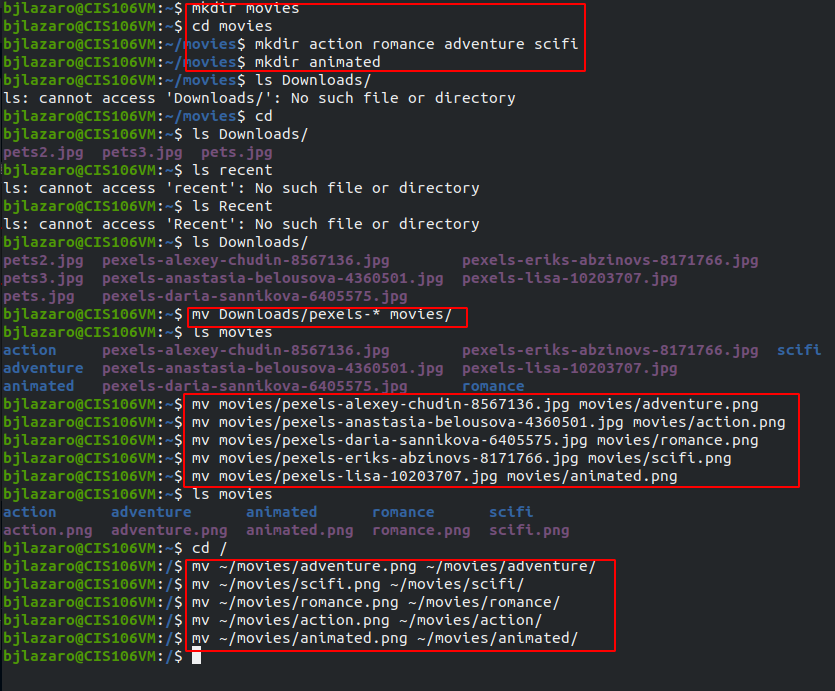 bjlazaro@CIS106VM:~$ mkdir movies
bjlazaro@CIS106VM:~$ cd movies
bjlazaro@CIS106VM:~/movies$ mkdir action romance adventure scifi
bjlazaro@CIS106VM:~/movies$ mkdir animated
bjlazaro@CIS106VM:~/movies$ ls Downloads/
ls: cannot access 'Downloads/': No such file or directory
bjlazaro@CIS106VM:~/movies$ cd
bjlazaro@CIS106VM:~$ ls Downloads/
pets2.jpg  pets3.jpg  pets.jpg
bjlazaro@CIS106VM:~$ ls recent
ls: cannot access 'recent': No such file or directory
bjlazaro@CIS106VM:~$ ls Recent
ls: cannot access 'Recent': No such file or directory
bjlazaro@CIS106VM:~$ ls Downloads/
pets2.jpg  pexels-alexey-chudin-8567136.jpg        pexels-eriks-abzinovs-8171766.jpg
pets3.jpg  pexels-anastasia-belousova-4360501.jpg  pexels-lisa-10203707.jpg
pets.jpg   pexels-daria-sannikova-6405575.jpg
bjlazaro@CIS106VM:~$ mv Downloads/pexels-* movies/
bjlazaro@CIS106VM:~$ ls movies
action     pexels-alexey-chudin-8567136.jpg        pexels-eriks-abzinovs-8171766.jpg  scifi
adventure  pexels-anastasia-belousova-4360501.jpg  pexels-lisa-10203707.jpg
animated   pexels-daria-sannikova-6405575.jpg      romance
bjlazaro@CIS106VM:~$ mv movies/pexels-alexey-chudin-8567136.jpg movies/adventure.png
bjlazaro@CIS106VM:~$ mv movies/pexels-anastasia-belousova-4360501.jpg movies/action.png
bjlazaro@CIS106VM:~$ mv movies/pexels-daria-sannikova-6405575.jpg movies/romance.png
bjlazaro@CIS106VM:~$ mv movies/pexels-eriks-abzinovs-8171766.jpg movies/scifi.png
bjlazaro@CIS106VM:~$ mv movies/pexels-lisa-10203707.jpg movies/animated.png
bjlazaro@CIS106VM:~$ ls movies
action      adventure      animated      romance      scifi
action.png  adventure.png  animated.png  romance.png  scifi.png
bjlazaro@CIS106VM:~$ cd /
bjlazaro@CIS106VM:/$ mv ~/movies/adventure.png ~/movies/adventure/
bjlazaro@CIS106VM:/$ mv ~/movies/scifi.png ~/movies/scifi/
bjlazaro@CIS106VM:/$ mv ~/movies/romance.png ~/movies/romance/
bjlazaro@CIS106VM:/$ mv ~/movies/action.png ~/movies/action/
bjlazaro@CIS106VM:/$ mv ~/movies/animated.png ~/movies/animated/
bjlazaro@CIS106VM:/$